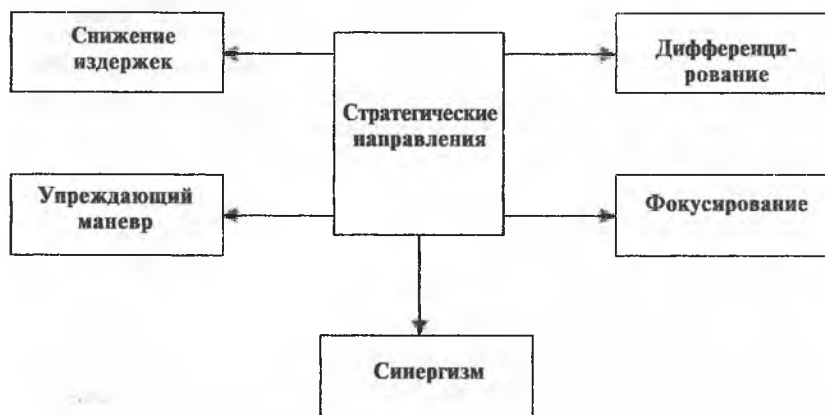 Снижение
издержек
Стратегические
направления
Дифференци-
рование
Упреждающий
маневр
Фокусирование
Синергизм